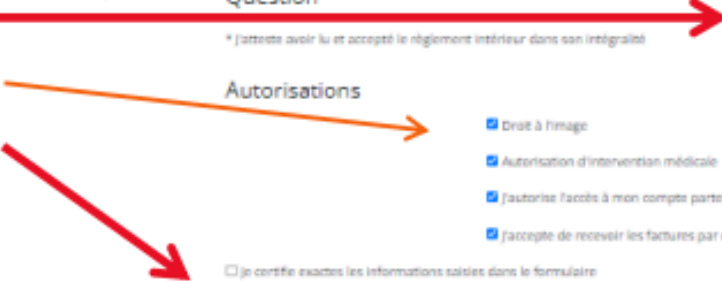 Question
* J'atteste avoir lu et accepté le règlement intérieur dans son intégralité
Autorisations
Droit à l'image
Autorisation d'intervention médicale
J'autorise l'accès à mon compte parte
J'accepte de recevoir les factures par
Je certifie exactes les informations saisies dans le formulaire